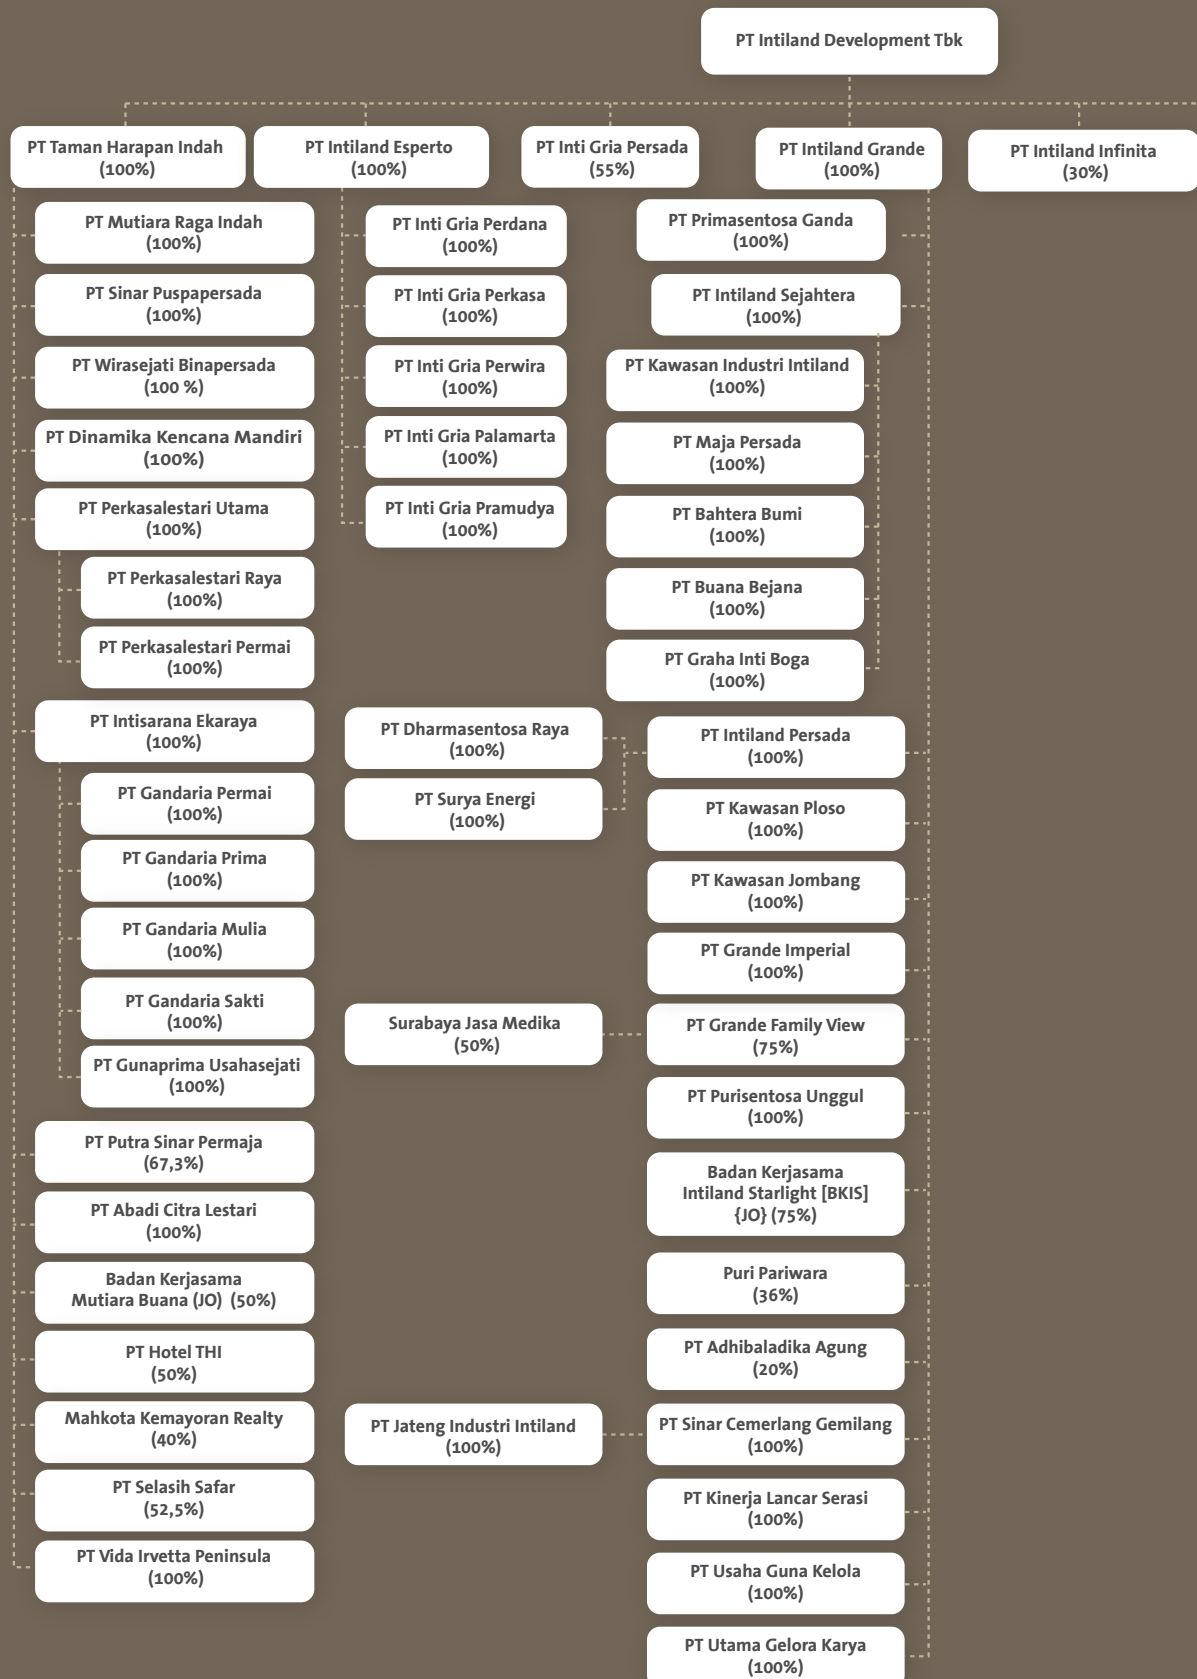 PT Intiland Development Tbk
PT Taman Harapan Indah
(100%)
PT Intiland Esperto
(100%)
PT Inti Gria Persada
(55%)
PT Intiland Grande
(100%)
PT Intiland Infinita
(30%)
PT Mutiara Raga Indah
(100%)
PT Sinar Puspapersada
(100%)
PT Wirasejati Binapersada
(100 %)
PT Dinamika Kencana Mandiri
(100%)
PT Perkasalestari Utama
(100%)
PT Perkasalestari Raya
(100%)
PT Perkasalestari Permai
(100%)
PT Intisarana Ekaraya
(100%)
PT Gandaria Permai
(100%)
PT Gandaria Prima
(100%)
PT Gandaria Mulia
(100%)
PT Gandaria Sakti
(100%)
PT Gunaprima Usahasejati
(100%)
PT Putra Sinar Permaja
(67,3%)
PT Abadi Citra Lestari
(100%)
Badan Kerjasama
Mutiara Buana (JO) (50%)
PT Hotel THI
(50%)
Mahkota Kemayoran Realty
(40%)
PT Selasih Safar
(52,5%)
PT Vida Irvetta Peninsula
(100%)
PT Inti Gria Perdana
(100%)
PT Inti Gria Perkasa
(100%)
PT Inti Gria Perwira
(100%)
PT Inti Gria Palamarta
(100%)
PT Inti Gria Pramudya
(100%)
PT Primasentosa Ganda
(100%)
PT Intiland Sejahtera
(100%)
PT Kawasan Industri Intiland
(100%)
PT Maja Persada
(100%)
PT Bahtera Bumi
(100%)
PT Buana Bejana
(100%)
PT Graha Inti Boga
(100%)
PT Dharmasentosa Raya
(100%)
PT Surya Energi
(100%)
PT Intiland Persada
(100%)
PT Kawasan Ploso
(100%)
PT Kawasan Jombang
(100%)
PT Grande Imperial
(100%)
Surabaya Jasa Medika
(50%)
PT Grande Family View
(75%)
PT Purisentosa Unggul
(100%)
Badan Kerjasama
Intiland Starlight [BKIS]
{JO} (75%)
Puri Pariwara
(36%)
PT Adhibaladika Agung
(20%)
PT Jateng Industri Intiland
(100%)
PT Sinar Cemerlang Gemilang
(100%)
PT Kinerja Lancar Serasi
(100%)
PT Usaha Guna Kelola
(100%)
PT Utama Gelora Karya
(100%)